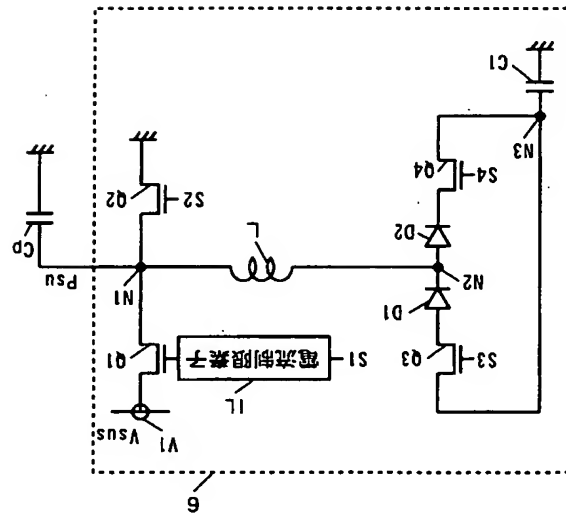 6
V1
Vsus
S3
Q3
IL
S1
電流制限素子
Q1
D1
N2
L
N1
Psu
D2
Cp
S4
Q4
S2
Q2
N3
C1